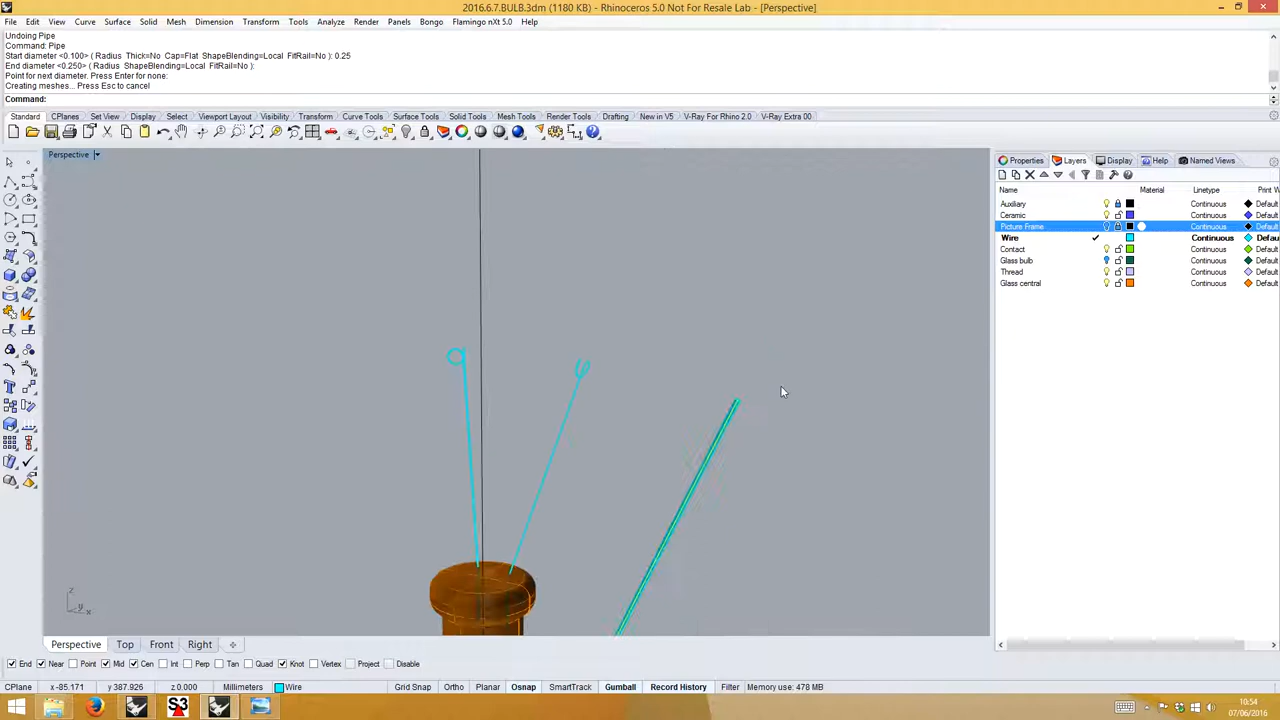 2016.6.7.BULB.3dm (1180 KB) - Rhinoceros 5.0 Not For Resale Lab - [Perspective]
File Edit View Curve Surface Solid Mesh Dimension Transform Tools Analyze Render Panels Bongo Flamingo nXt 5.0 Help
Undoing Pipe
Command: Pipe
Start diameter <0.100> ( Radius Thick=No Cap=Flat ShapeBlending=Local FitRail=No ): 0.25
End diameter <0.250> ( Radius ShapeBlending=Local FitRail=No ):
Point for next diameter. Press Enter for none:
Creating meshes... Press Esc to cancel
Command:
Standard CPlanes Set View Display Select Viewport Layout Visibility Transform Curve Tools Surface Tools Solid Tools Mesh Tools Render Tools Drafting New in V5 V-Ray For Rhino 2.0 V-Ray Extra 00
Perspective
Properties Layers Display Help Named Views
Name Material Linetype Print W
Auxiliary Continuous Default
Ceramic Continuous Default
Picture Frame Continuous Default
Wire Continuous Defau
Contact Continuous Default
Glass bulb Continuous Default
Thread Continuous Default
Glass central Continuous Default
z
y
x
Perspective Top Front Right
End Near Point Mid Cen Int Perp Tan Quad Knot Vertex Project Disable
CPlane x -85.171 y 387.926 z 0.000 Millimeters Wire Grid Snap Ortho Planar Osnap SmartTrack Gumball Record History Filter Memory use: 478 MB
10:54
07/06/2016